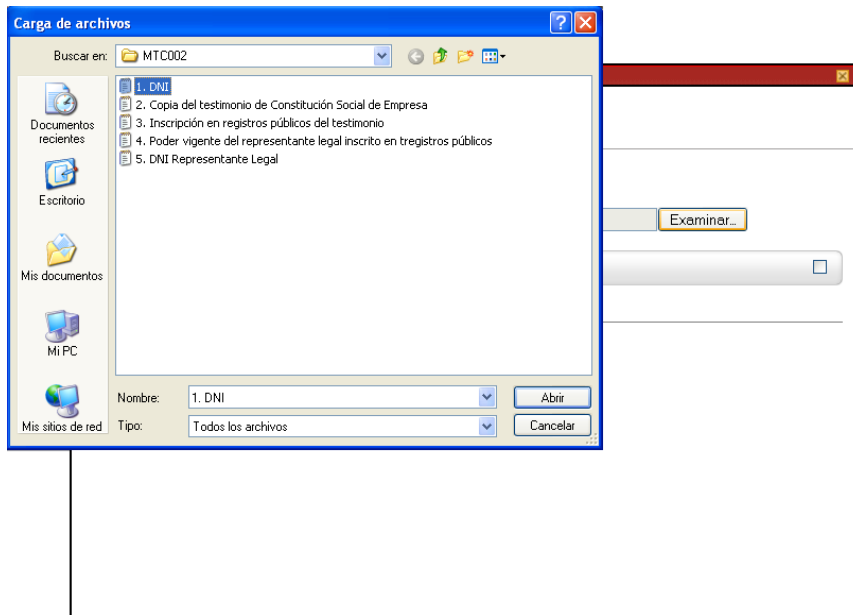 Carga de archivos
Buscar en: MTC002
1. DNI
2. Copia del testimonio de Constitución Social de Empresa
3. Inscripción en registros públicos del testimonio
4. Poder vigente del representante legal inscrito en tregistros públicos
5. DNI Representante Legal
Documentos
recientes
Escritorio
Mis documentos
Mi PC
Mis sitios de red
Nombre: 1. DNI Abrir
Tipo: Todos los archivos Cancelar
Examinar...